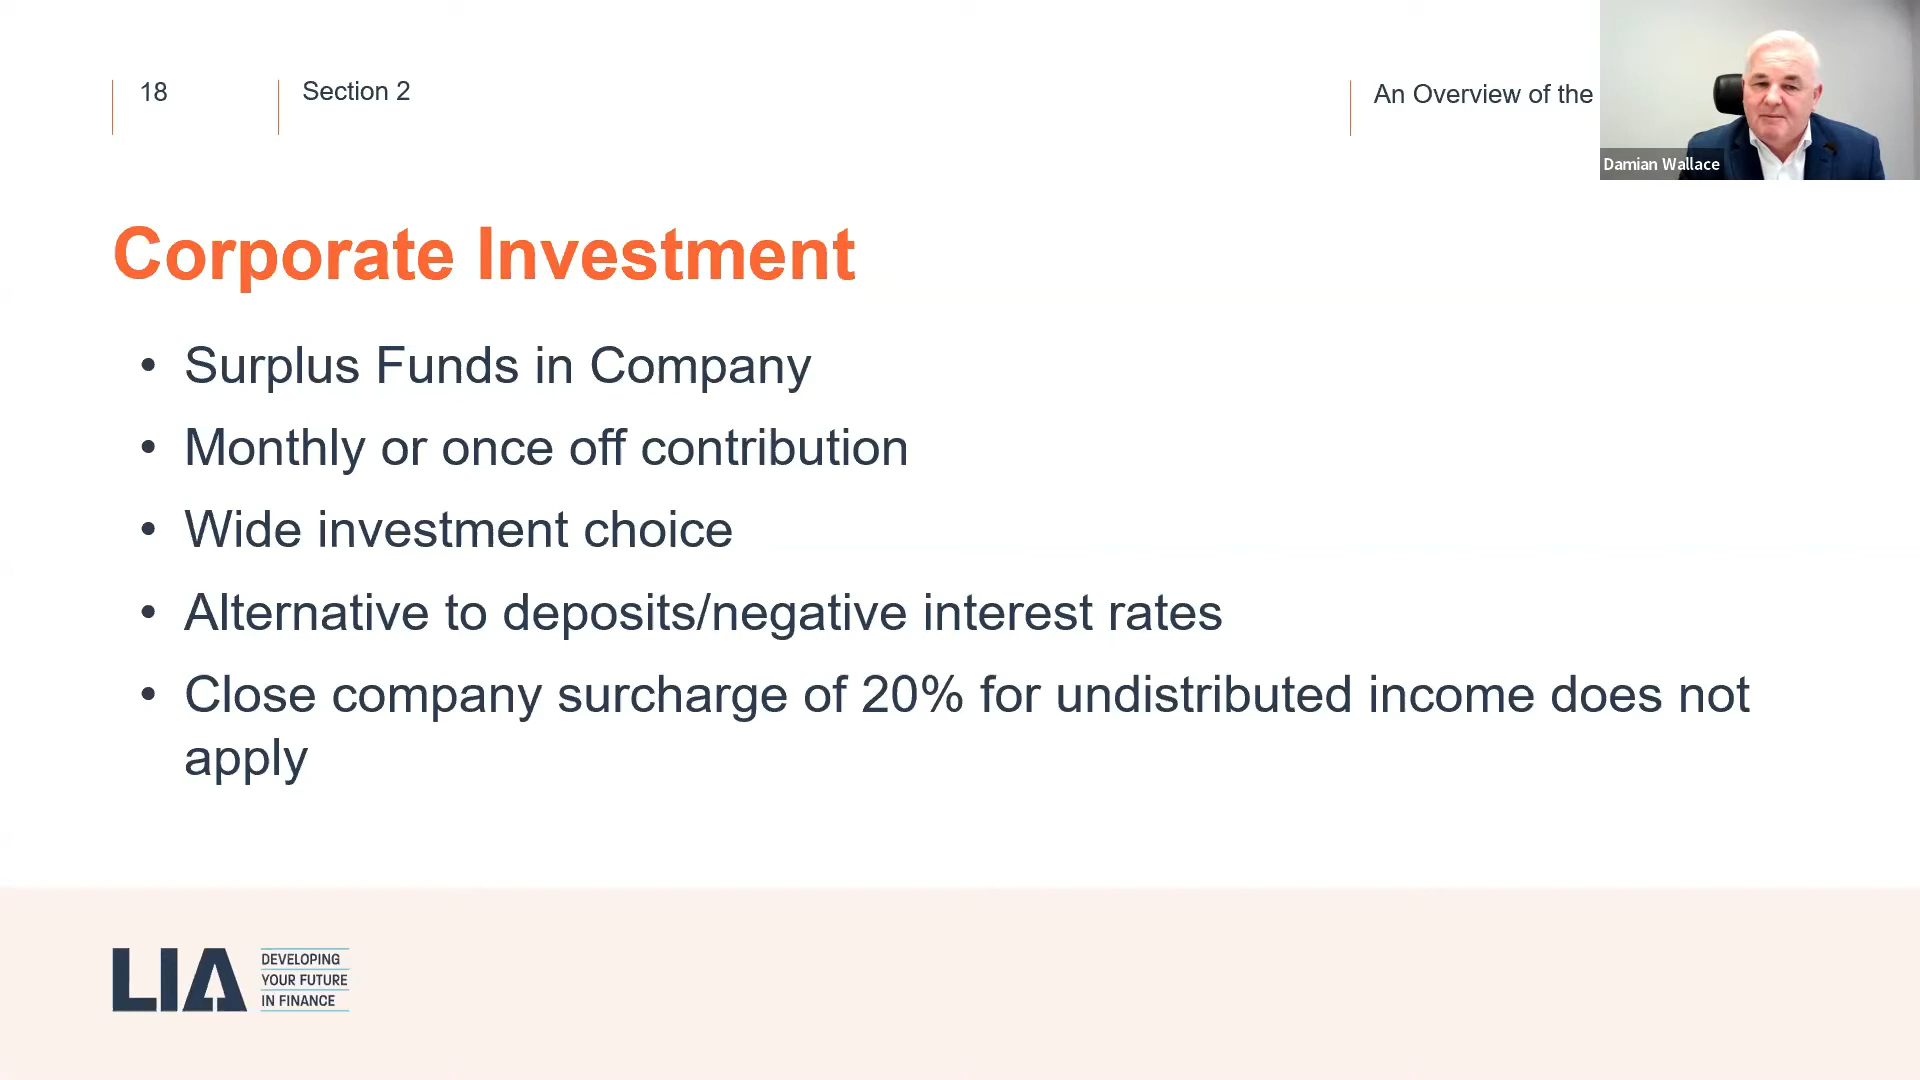 18
Section 2
An Overview of the
Damian Wallace
Corporate Investment
• Surplus Funds in Company
• Monthly or once off contribution
• Wide investment choice
• Alternative to deposits/negative interest rates
• Close company surcharge of 20% for undistributed income does not
apply
LIA
DEVELOPING
YOUR FUTURE
IN FINANCE